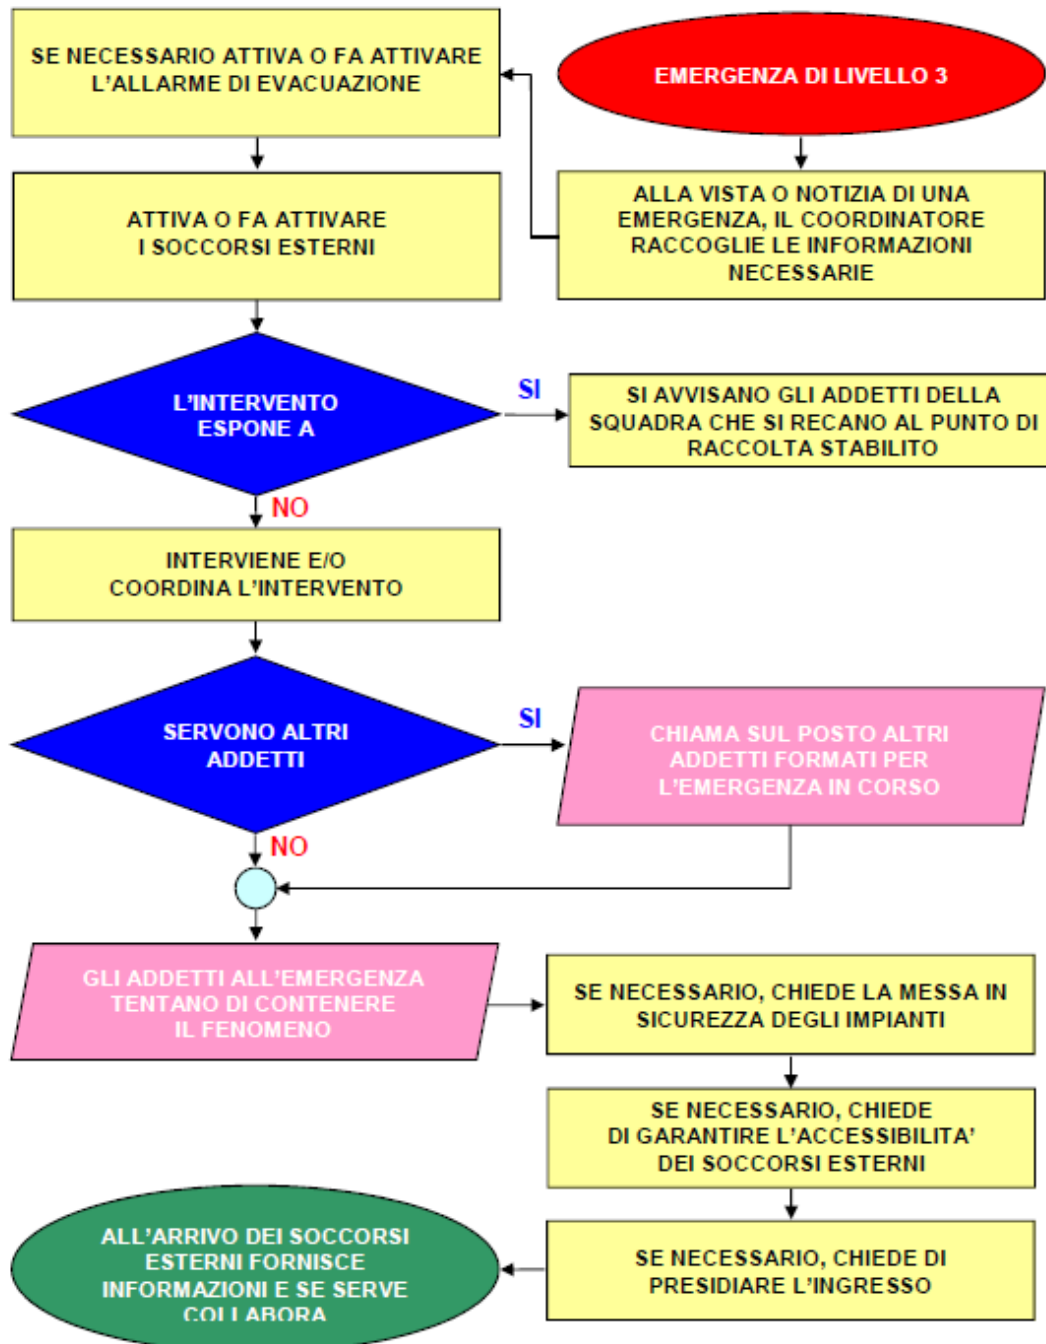 EMERGENZA DI LIVELLO 3
ALLA VISTA O NOTIZIA DI UNA
EMERGENZA, IL COORDINATORE
RACCOGLIE LE INFORMAZIONI
NECESSARIE
SE NECESSARIO ATTIVA O FA ATTIVARE
L'ALLARME DI EVACUAZIONE
ATTIVA O FA ATTIVARE
I SOCCORSI ESTERNI
L'INTERVENTO
ESPONE A
SI
SI AVVISANO GLI ADDETTI DELLA
SQUADRA CHE SI RECANO AL PUNTO DI
RACCOLTA STABILITO
NO
INTERVIENE E/O
COORDINA L'INTERVENTO
SERVONO ALTRI
ADDETTI
SI
CHIAMA SUL POSTO ALTRI
ADDETTI FORMATI PER
L'EMERGENZA IN CORSO
NO
GLI ADDETTI ALL'EMERGENZA
TENTANO DI CONTENERE
IL FENOMENO
SE NECESSARIO, CHIEDE LA MESSA IN
SICUREZZA DEGLI IMPIANTI
SE NECESSARIO, CHIEDE
DI GARANTIRE L'ACCESSIBILITA'
DEI SOCCORSI ESTERNI
SE NECESSARIO, CHIEDE DI
PRESIDIARE L'INGRESSO
ALL'ARRIVO DEI SOCCORSI
ESTERNI FORNISCE
INFORMAZIONI E SE SERVE
COLLABORA